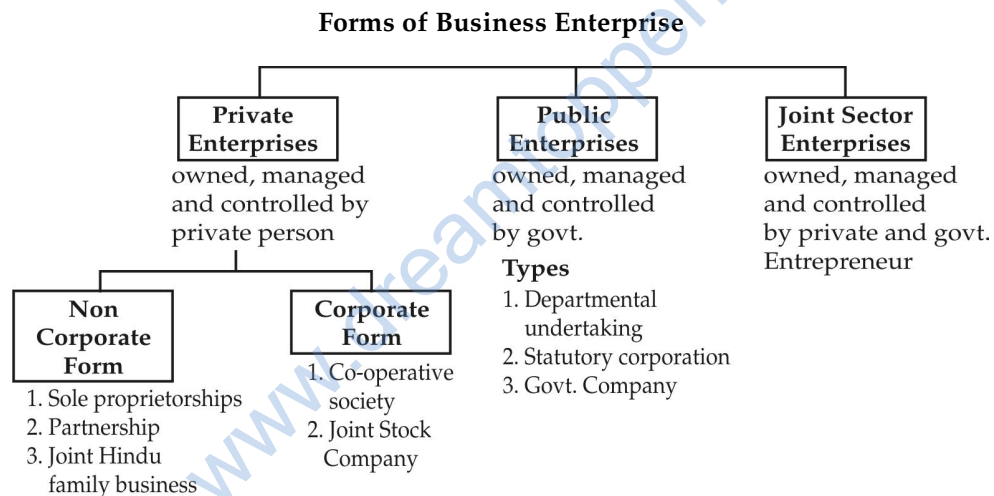 Forms of Business Enterprise
Private
Enterprises
owned, managed
and controlled by
private person
Public
Enterprises
owned, managed
and controlled
by govt.
Types
1. Departmental
undertaking
2. Statutory corporation
3. Govt. Company
Joint Sector
Enterprises
owned, managed
and controlled
by private and govt.
Entrepreneur
Non
Corporate
Form
1. Sole proprietorships
2. Partnership
3. Joint Hindu
family business
Corporate
Form
1. Co-operative
society
2. Joint Stock
Company
www.dreamtopper